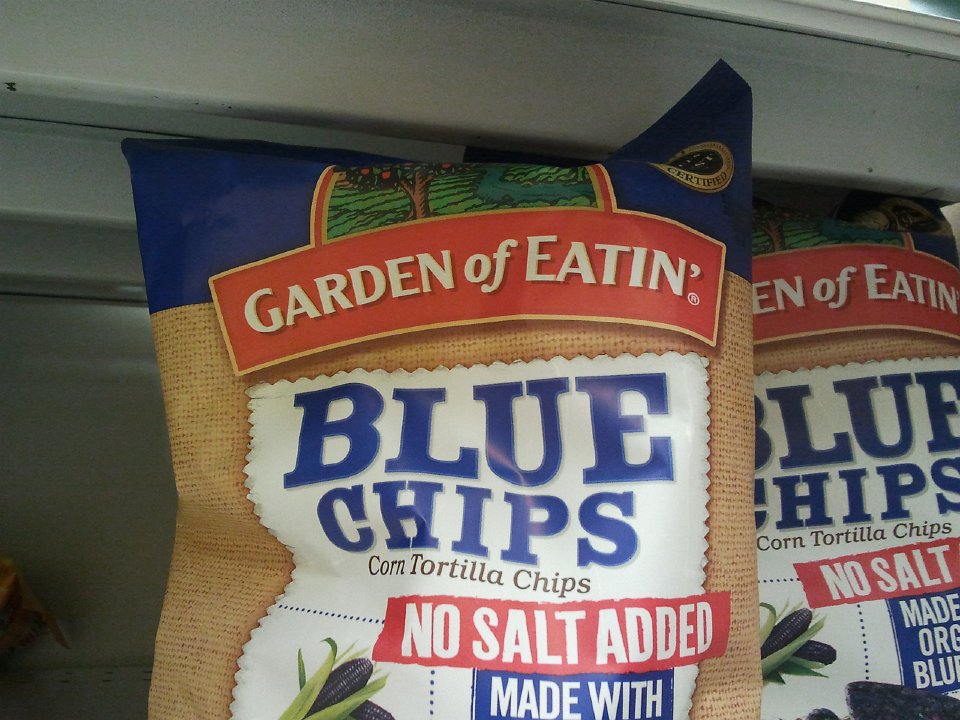 CERTIFIED
GARDEN of EATIN'®
BLUE
CHIPS
Corn Tortilla Chips
NO SALT ADDED
MADE WITH
EN of EATIN'
BLUE
CHIPS
Corn Tortilla Chips
NO SALT
MADE
ORG
BLUE